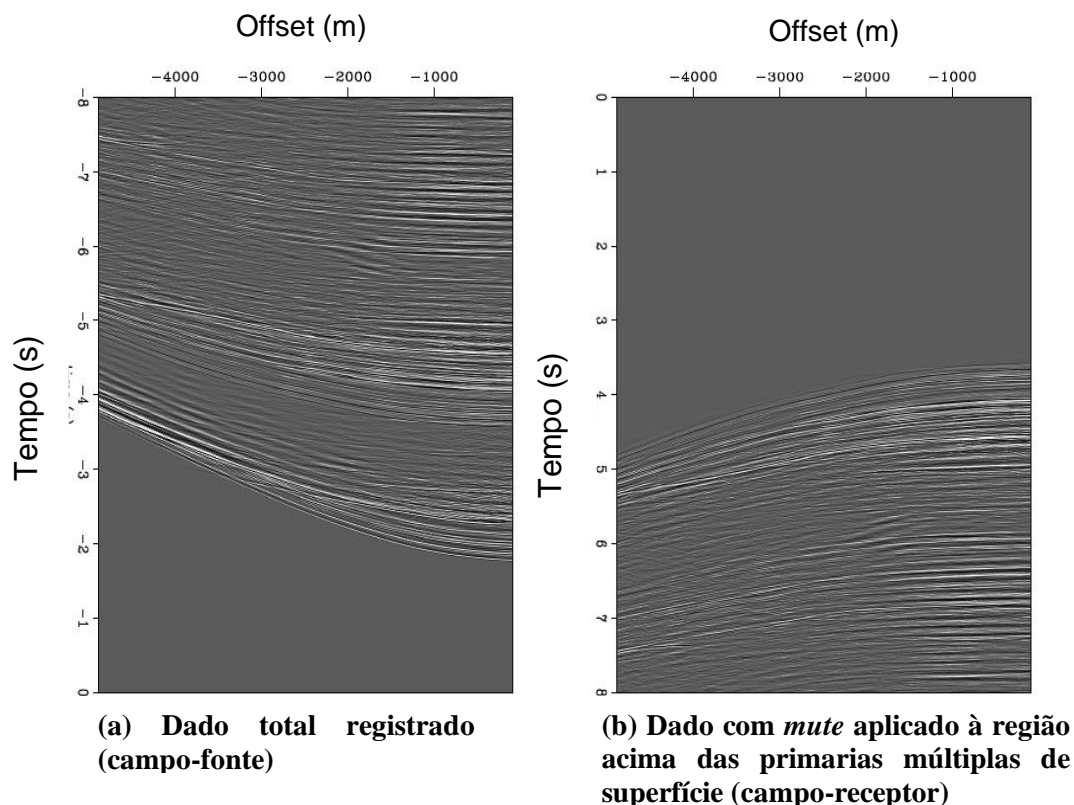 Offset (m)
−4000 −3000 −2000 −1000
Tempo (s)
−8
−7
−6
−5
−4
−3
−2
−1
0
(a) Dado total registrado
(campo-fonte)
Offset (m)
−4000 −3000 −2000 −1000
Tempo (s)
0
1
2
3
4
5
6
7
8
(b) Dado com mute aplicado à região
acima das primarias múltiplas de
superfície (campo-receptor)